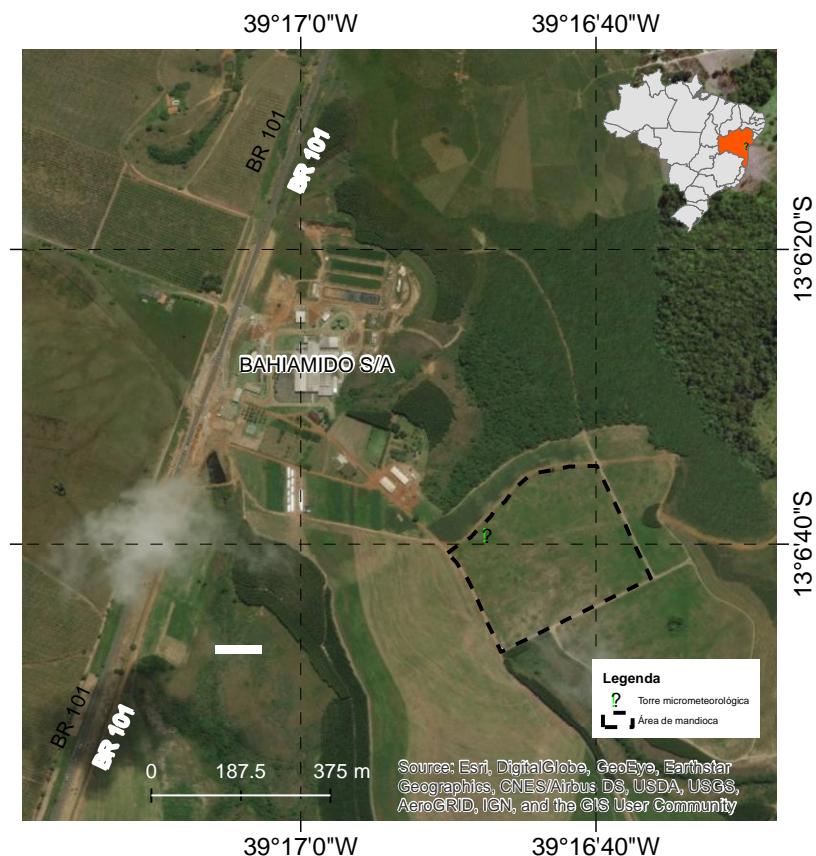 39°17'0"W
39°16'40"W
BR 101
BR 101
?
13°6'20"S
BAHIAMIDO S/A
?
13°6'40"S
Legenda
? Torre micrometeorológica
Área de mandioca
BR 101
BR 101
0 187.5 375 m
Source: Esri, DigitalGlobe, GeoEye, Earthstar
Geographics, CNES/Airbus DS, USDA, USGS,
AeroGRID, IGN, and the GIS User Community
39°17'0"W
39°16'40"W